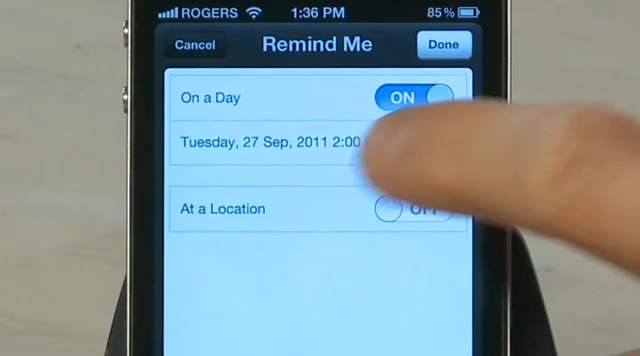 ROGERS 1:36 PM 85%
Cancel Remind Me Done
On a Day ON
Tuesday, 27 Sep, 2011 2:00
At a Location OFF